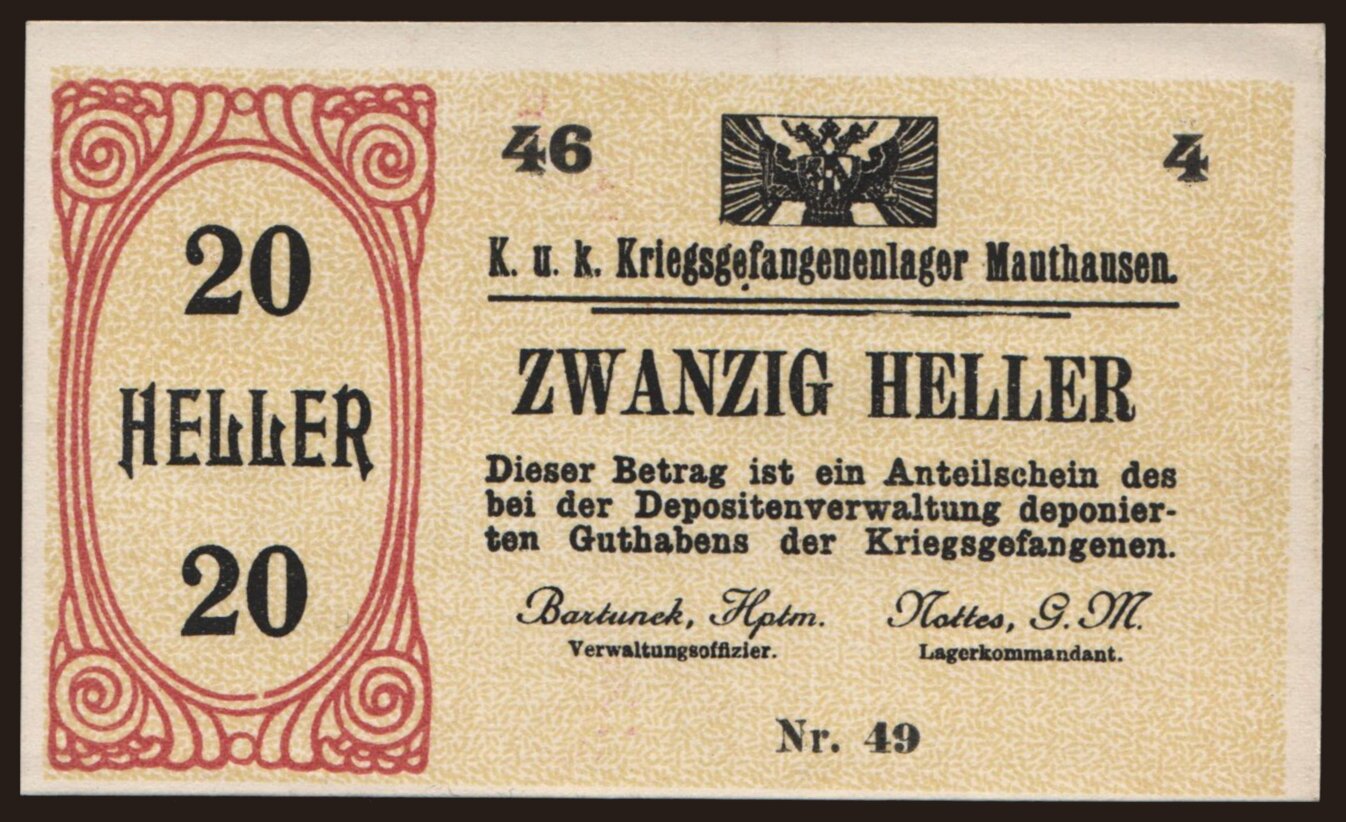 20
HELLER
20
46
4
K. u. k. Kriegsgefangenenlager Mauthausen.
ZWANZIG HELLER
Dieser Betrag ist ein Anteilschein des
bei der Depositenverwaltung deponier-
ten Guthabens der Kriegsgefangenen.
Bartunek, Hptm. Nottes, G. M.
Verwaltungsoffizier. Lagerkommandant.
Nr. 49